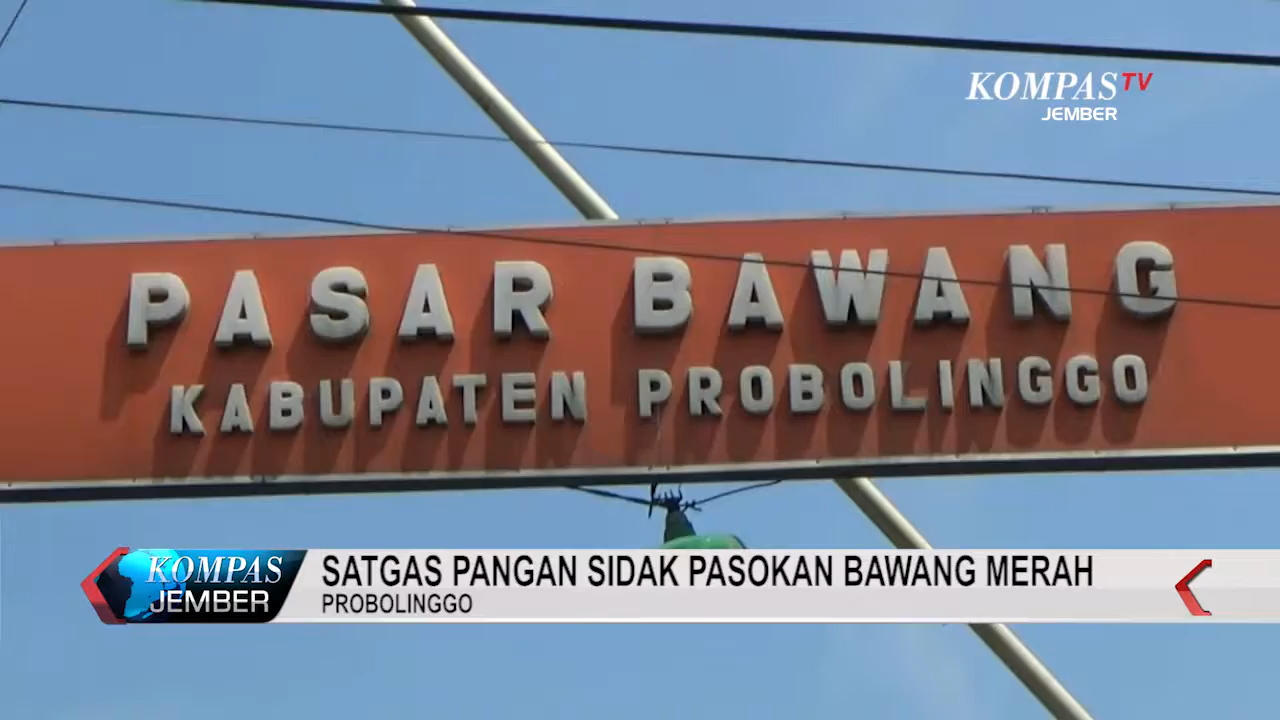 KOMPAS TV
JEMBER
PASAR BAWANG
KABUPATEN PROBOLINGGO
KOMPAS
JEMBER
SATGAS PANGAN SIDAK PASOKAN BAWANG MERAH
PROBOLINGGO